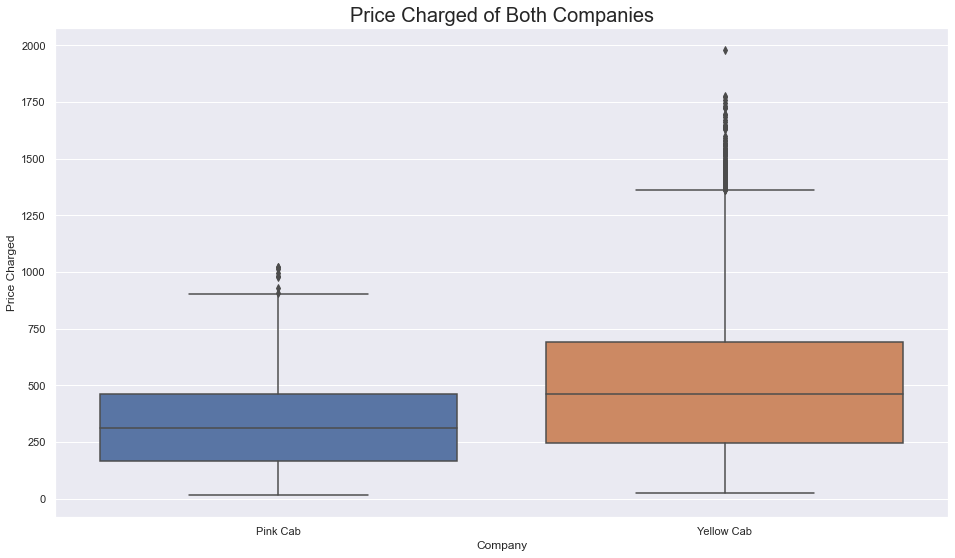 Price Charged of Both Companies
2000
1750
1500
1250
1000
750
500
250
0
Price Charged
Pink Cab
Yellow Cab
Company